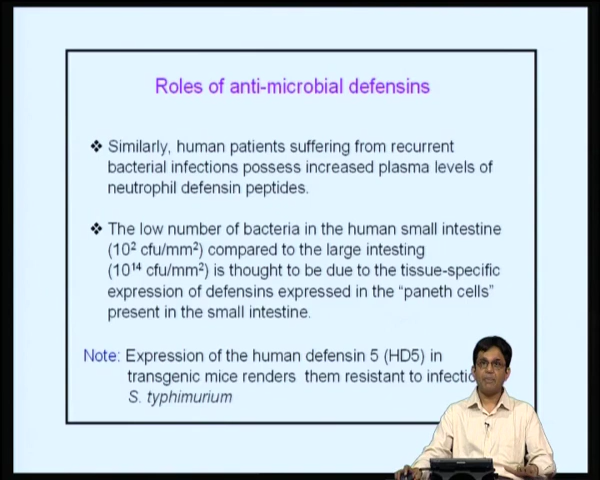 Roles of anti-microbial defensins
❖ Similarly, human patients suffering from recurrent
bacterial infections possess increased plasma levels of
neutrophil defensin peptides.
❖ The low number of bacteria in the human small intestine
(10² cfu/mm²) compared to the large intesting
(10¹⁴ cfu/mm²) is thought to be due to the tissue-specific
expression of defensins expressed in the “paneth cells”
present in the small intestine.
Note: Expression of the human defensin 5 (HD5) in
transgenic mice renders them resistant to
S. typhimurium